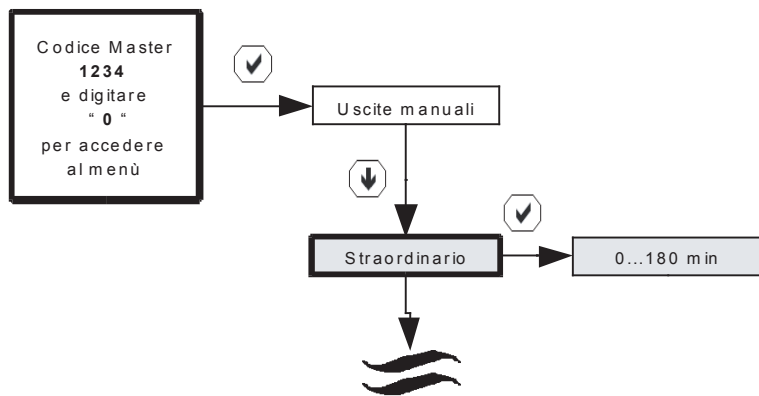 Codice Master
1234
e digitare
“ 0 “
per accedere
al menù
Uscite manuali
Straordinario
0...180 min